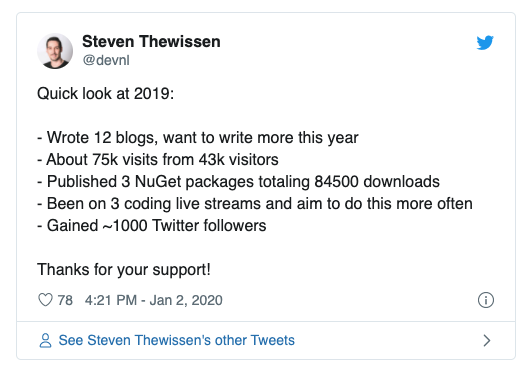 Steven Thewissen
@devnl
Quick look at 2019:
- Wrote 12 blogs, want to write more this year
- About 75k visits from 43k visitors
- Published 3 NuGet packages totaling 84500 downloads
- Been on 3 coding live streams and aim to do this more often
- Gained ~1000 Twitter followers
Thanks for your support!
78 4:21 PM - Jan 2, 2020
See Steven Thewissen's other Tweets